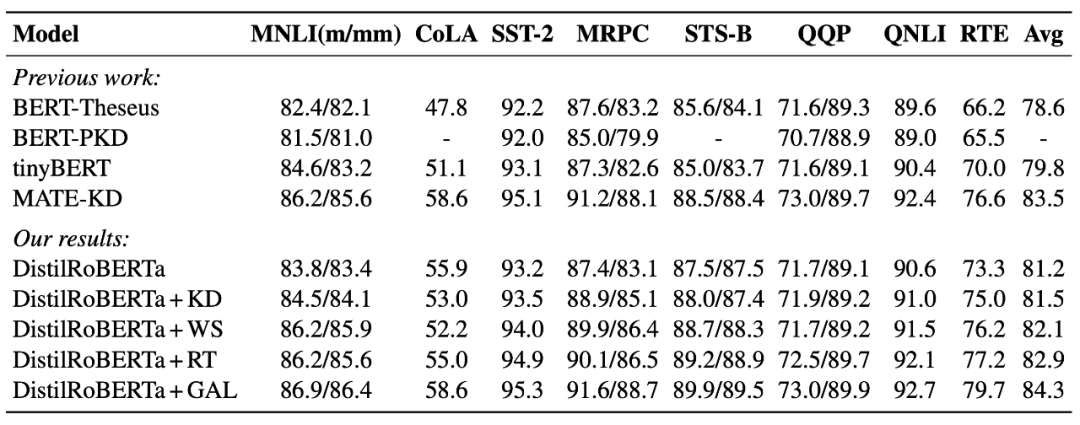 Model MNLI(m/mm) CoLA SST-2 MRPC STS-B QQP QNLI RTE Avg
Previous work:
BERT-Theseus 82.4/82.1 47.8 92.2 87.6/83.2 85.6/84.1 71.6/89.3 89.6 66.2 78.6
BERT-PKD 81.5/81.0 - 92.0 85.0/79.9 - 70.7/88.9 89.0 65.5 -
tinyBERT 84.6/83.2 51.1 93.1 87.3/82.6 85.0/83.7 71.6/89.1 90.4 70.0 79.8
MATE-KD 86.2/85.6 58.6 95.1 91.2/88.1 88.5/88.4 73.0/89.7 92.4 76.6 83.5
Our results:
DistilRoBERTa 83.8/83.4 55.9 93.2 87.4/83.1 87.5/87.5 71.7/89.1 90.6 73.3 81.2
DistilRoBERTa + KD 84.5/84.1 53.0 93.5 88.9/85.1 88.0/87.4 71.9/89.2 91.0 75.0 81.5
DistilRoBERTa + WS 86.2/85.9 52.2 94.0 89.9/86.4 88.7/88.3 71.7/89.2 91.5 76.2 82.1
DistilRoBERTa + RT 86.2/85.6 55.0 94.9 90.1/86.5 89.2/88.9 72.5/89.7 92.1 77.2 82.9
DistilRoBERTa + GAL 86.9/86.4 58.6 95.3 91.6/88.7 89.9/89.5 73.0/89.9 92.7 79.7 84.3